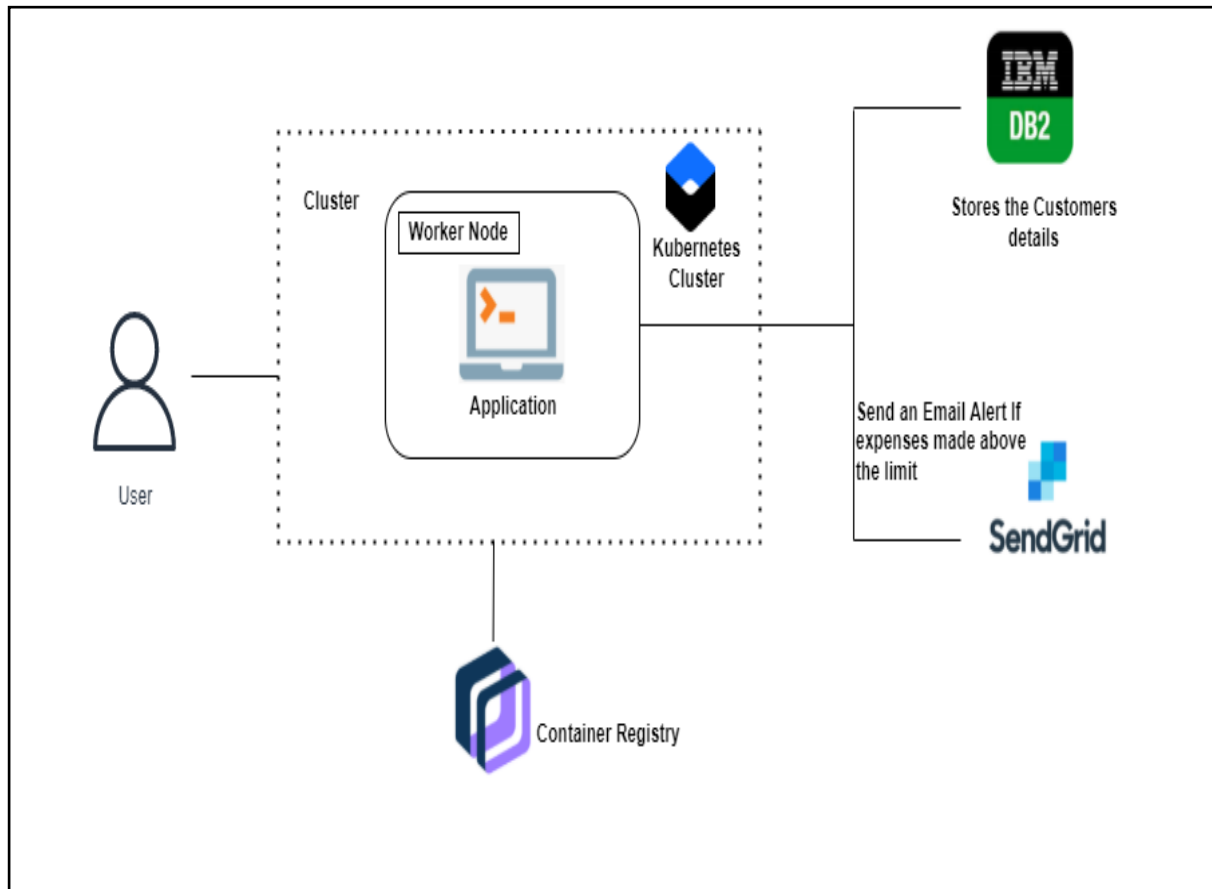 IBM
DB2
Stores the Customers
details
Cluster
Worker Node
Kubernetes
Cluster
Application
User
Send an Email Alert If
expenses made above
the limit
SendGrid
Container Registry